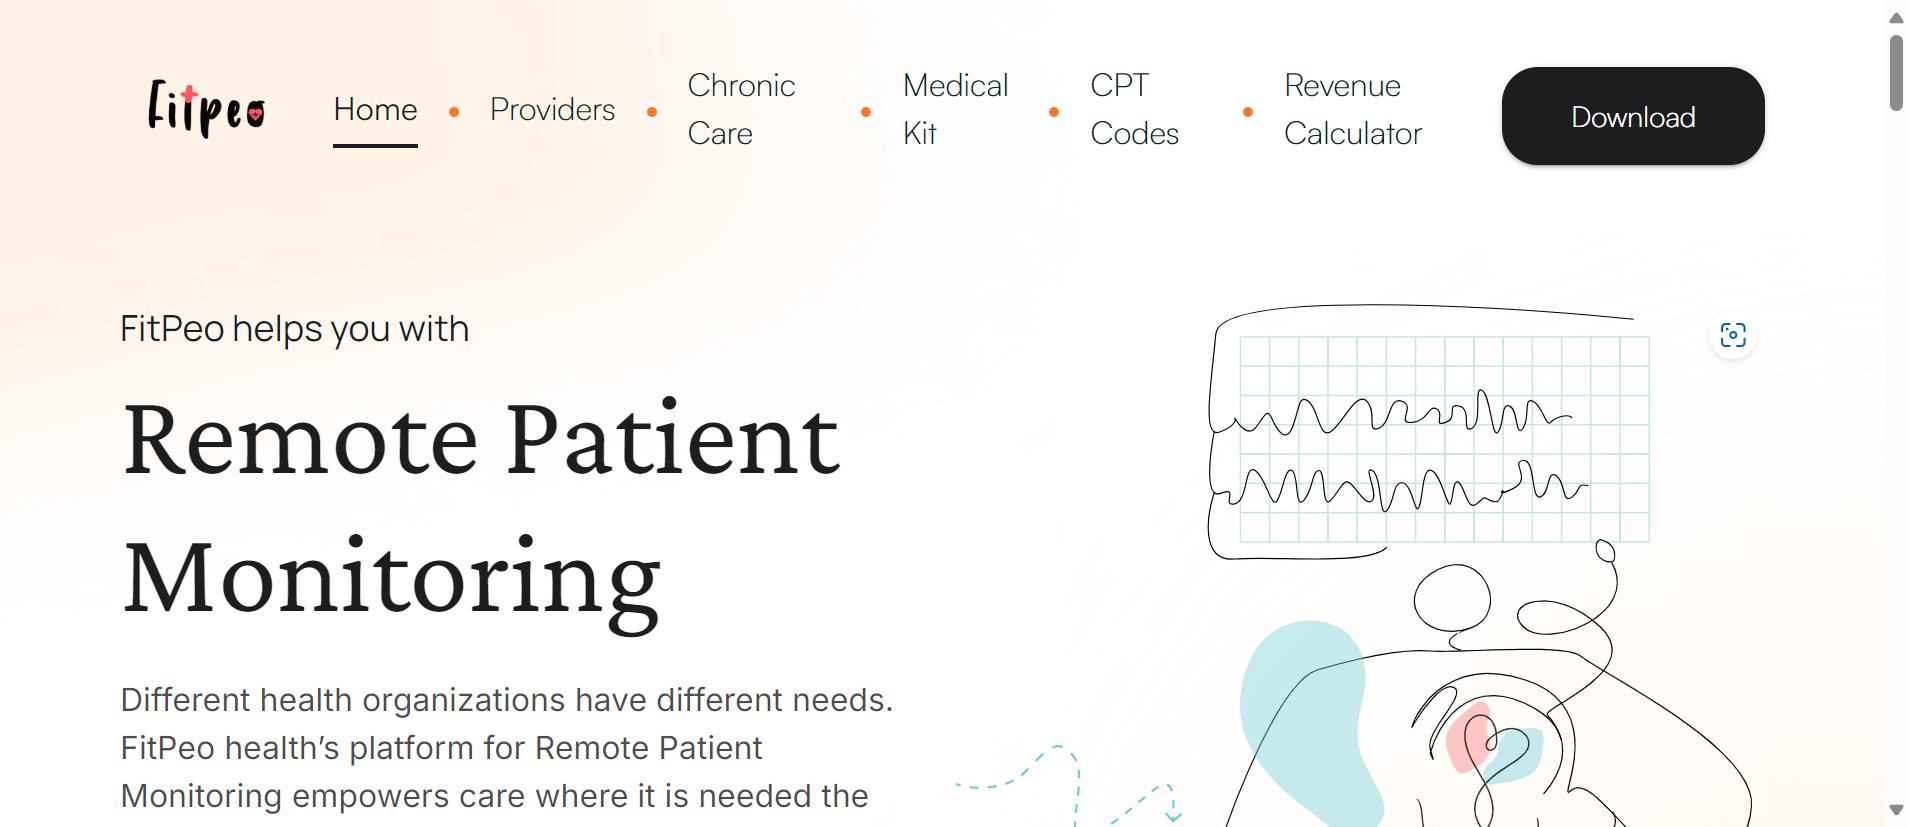 Fitpeo
Home
Providers
Chronic
Care
Medical
Kit
CPT
Codes
Revenue
Calculator
Download
FitPeo helps you with
Remote Patient
Monitoring
Different health organizations have different needs.
FitPeo health’s platform for Remote Patient
Monitoring empowers care where it is needed the